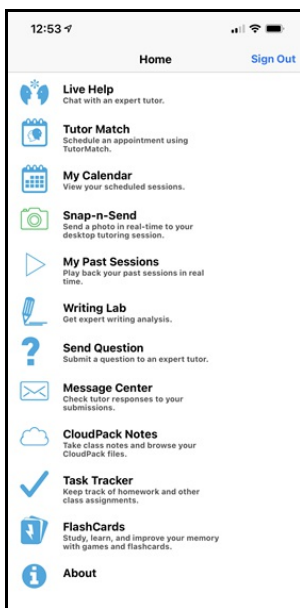 12:53
Home Sign Out
Live Help
Chat with an expert tutor.
Tutor Match
Schedule an appointment using
TutorMatch.
My Calendar
View your scheduled sessions.
Snap-n-Send
Send a photo in real-time to your
desktop tutoring session.
My Past Sessions
Play back your past sessions in real
time.
Writing Lab
Get expert writing analysis.
Send Question
Submit a question to an expert tutor.
Message Center
Check tutor responses to your
submissions.
CloudPack Notes
Take class notes and browse your
CloudPack files.
Task Tracker
Keep track of homework and other
class assignments.
FlashCards
Study, learn, and improve your memory
with games and flashcards.
About